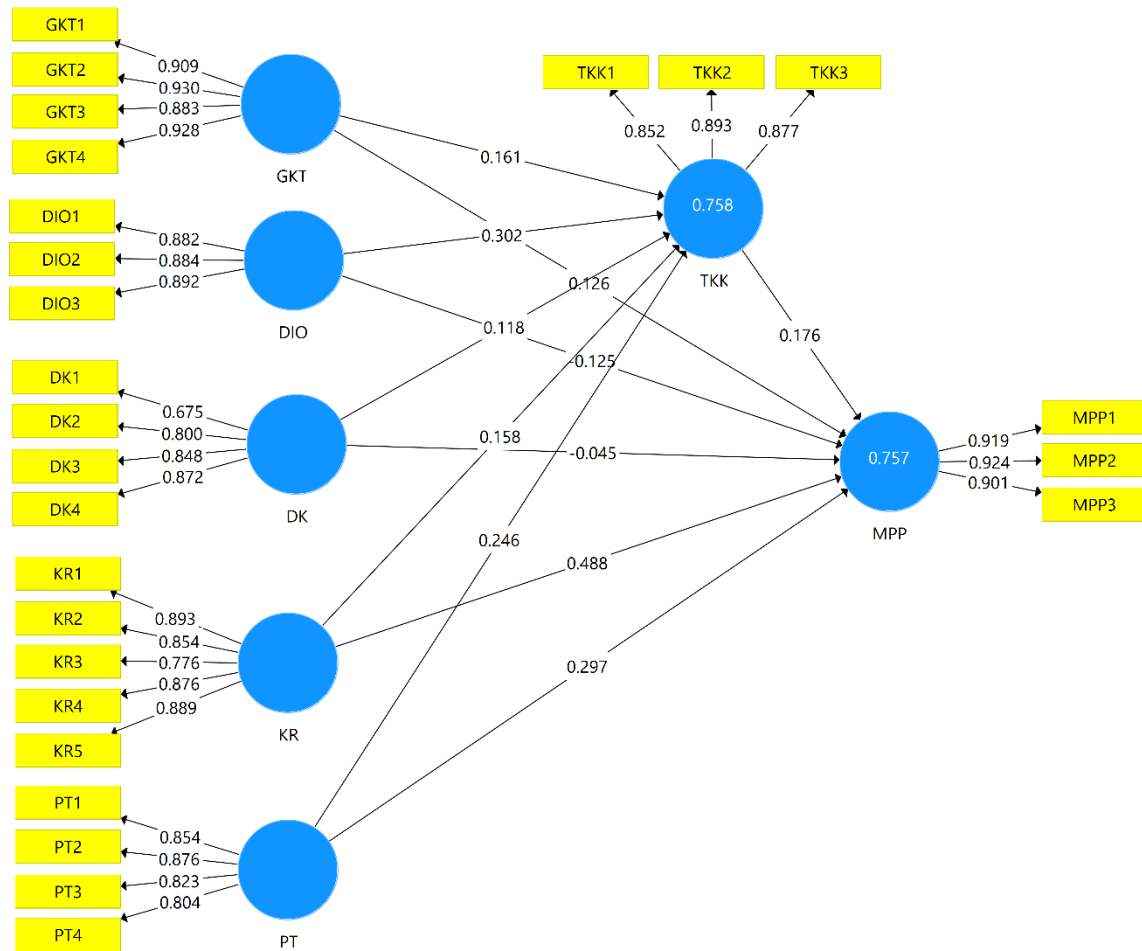 GKT1
GKT2
GKT3
GKT4
0.909
0.930
0.883
0.928
GKT
DIO1
DIO2
DIO3
0.882
0.884
0.892
DIO
DK1
DK2
DK3
DK4
0.675
0.800
0.848
0.872
DK
KR1
KR2
KR3
KR4
KR5
0.893
0.854
0.776
0.876
0.889
KR
PT1
PT2
PT3
PT4
0.854
0.876
0.823
0.804
PT
TKK1
TKK2
TKK3
0.852
0.893
0.877
0.758
TKK
0.161
0.302
0.126
0.118
-0.125
0.176
0.158
-0.045
0.246
0.488
0.297
0.757
MPP
0.919
0.924
0.901
MPP1
MPP2
MPP3